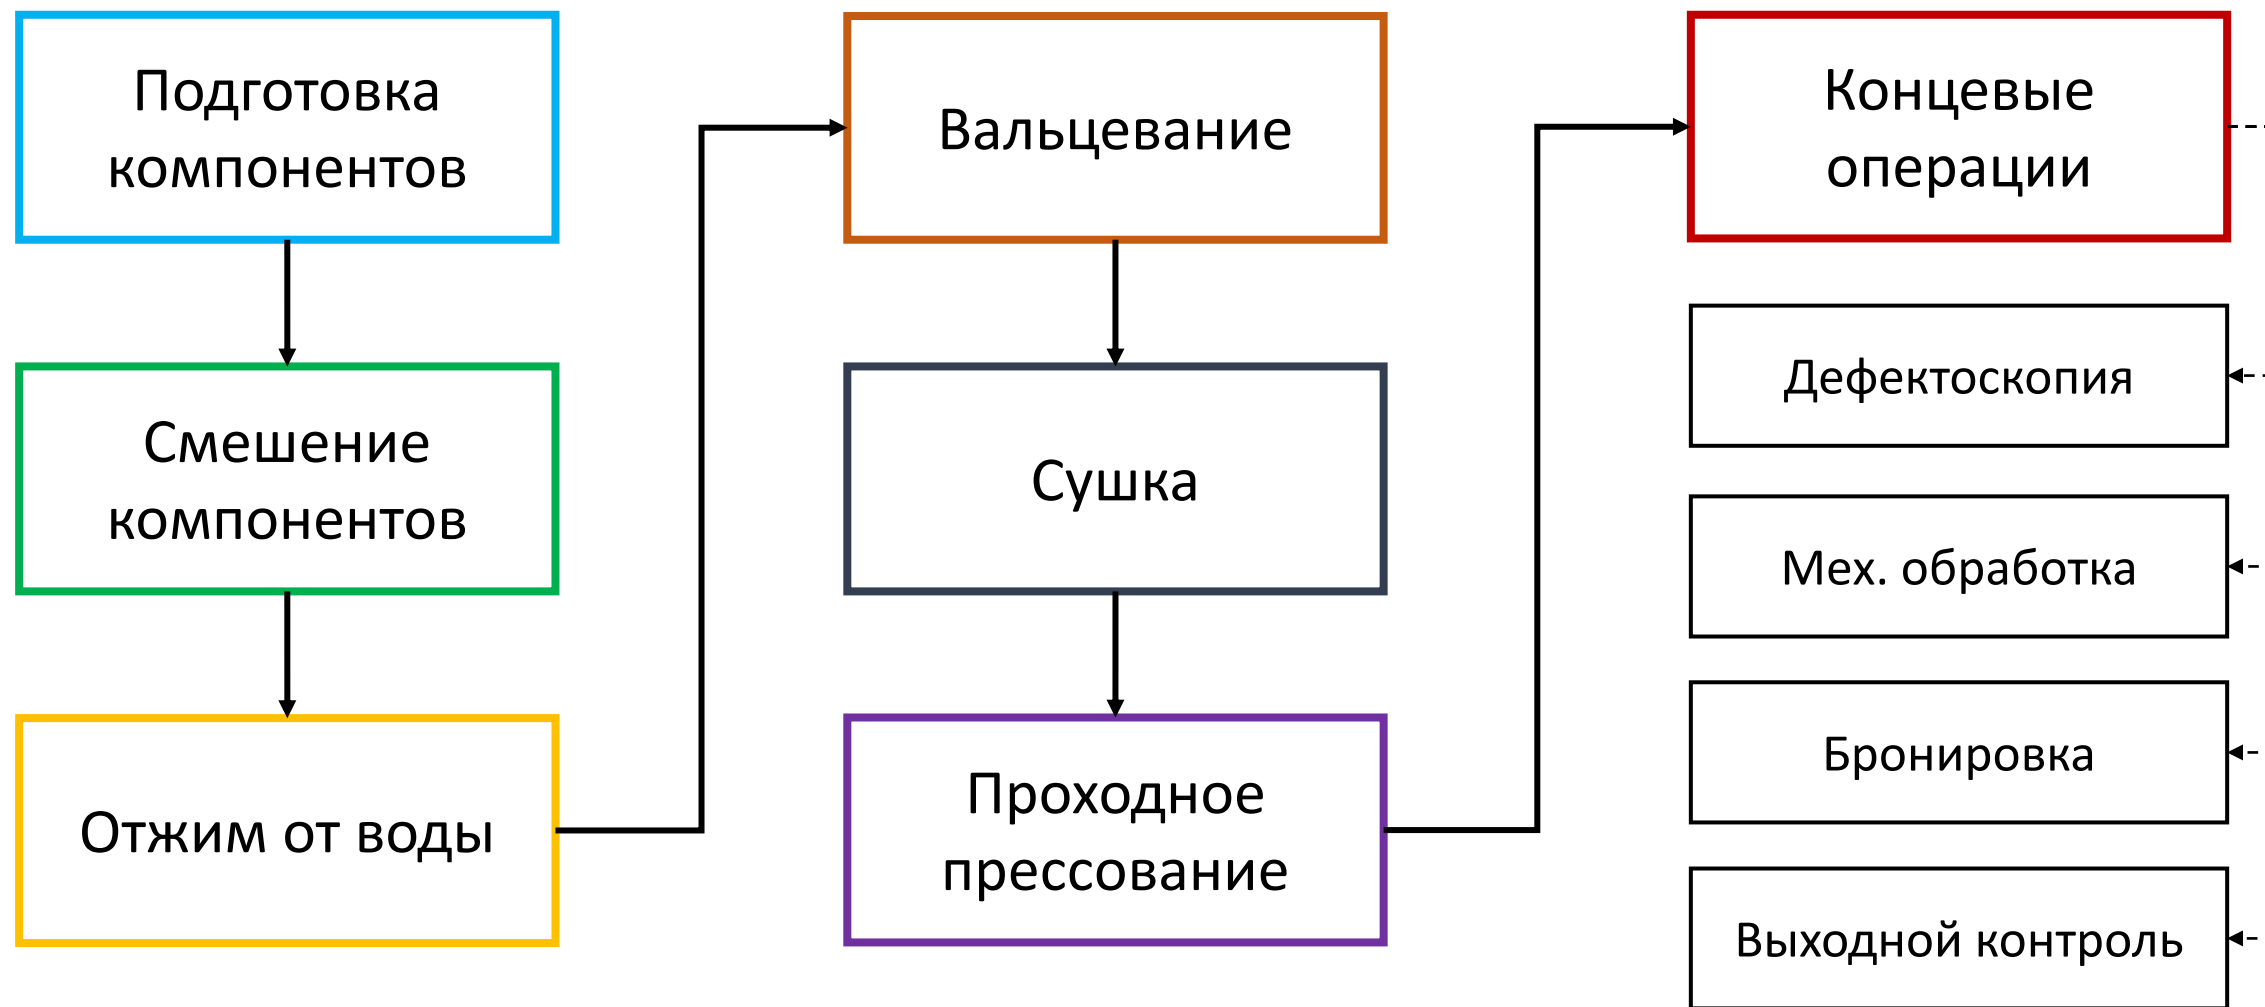 Подготовка
компонентов
Смешение
компонентов
Отжим от воды
Вальцевание
Сушка
Проходное
прессование
Концевые
операции
Дефектоскопия
Мех. обработка
Бронировка
Выходной контроль